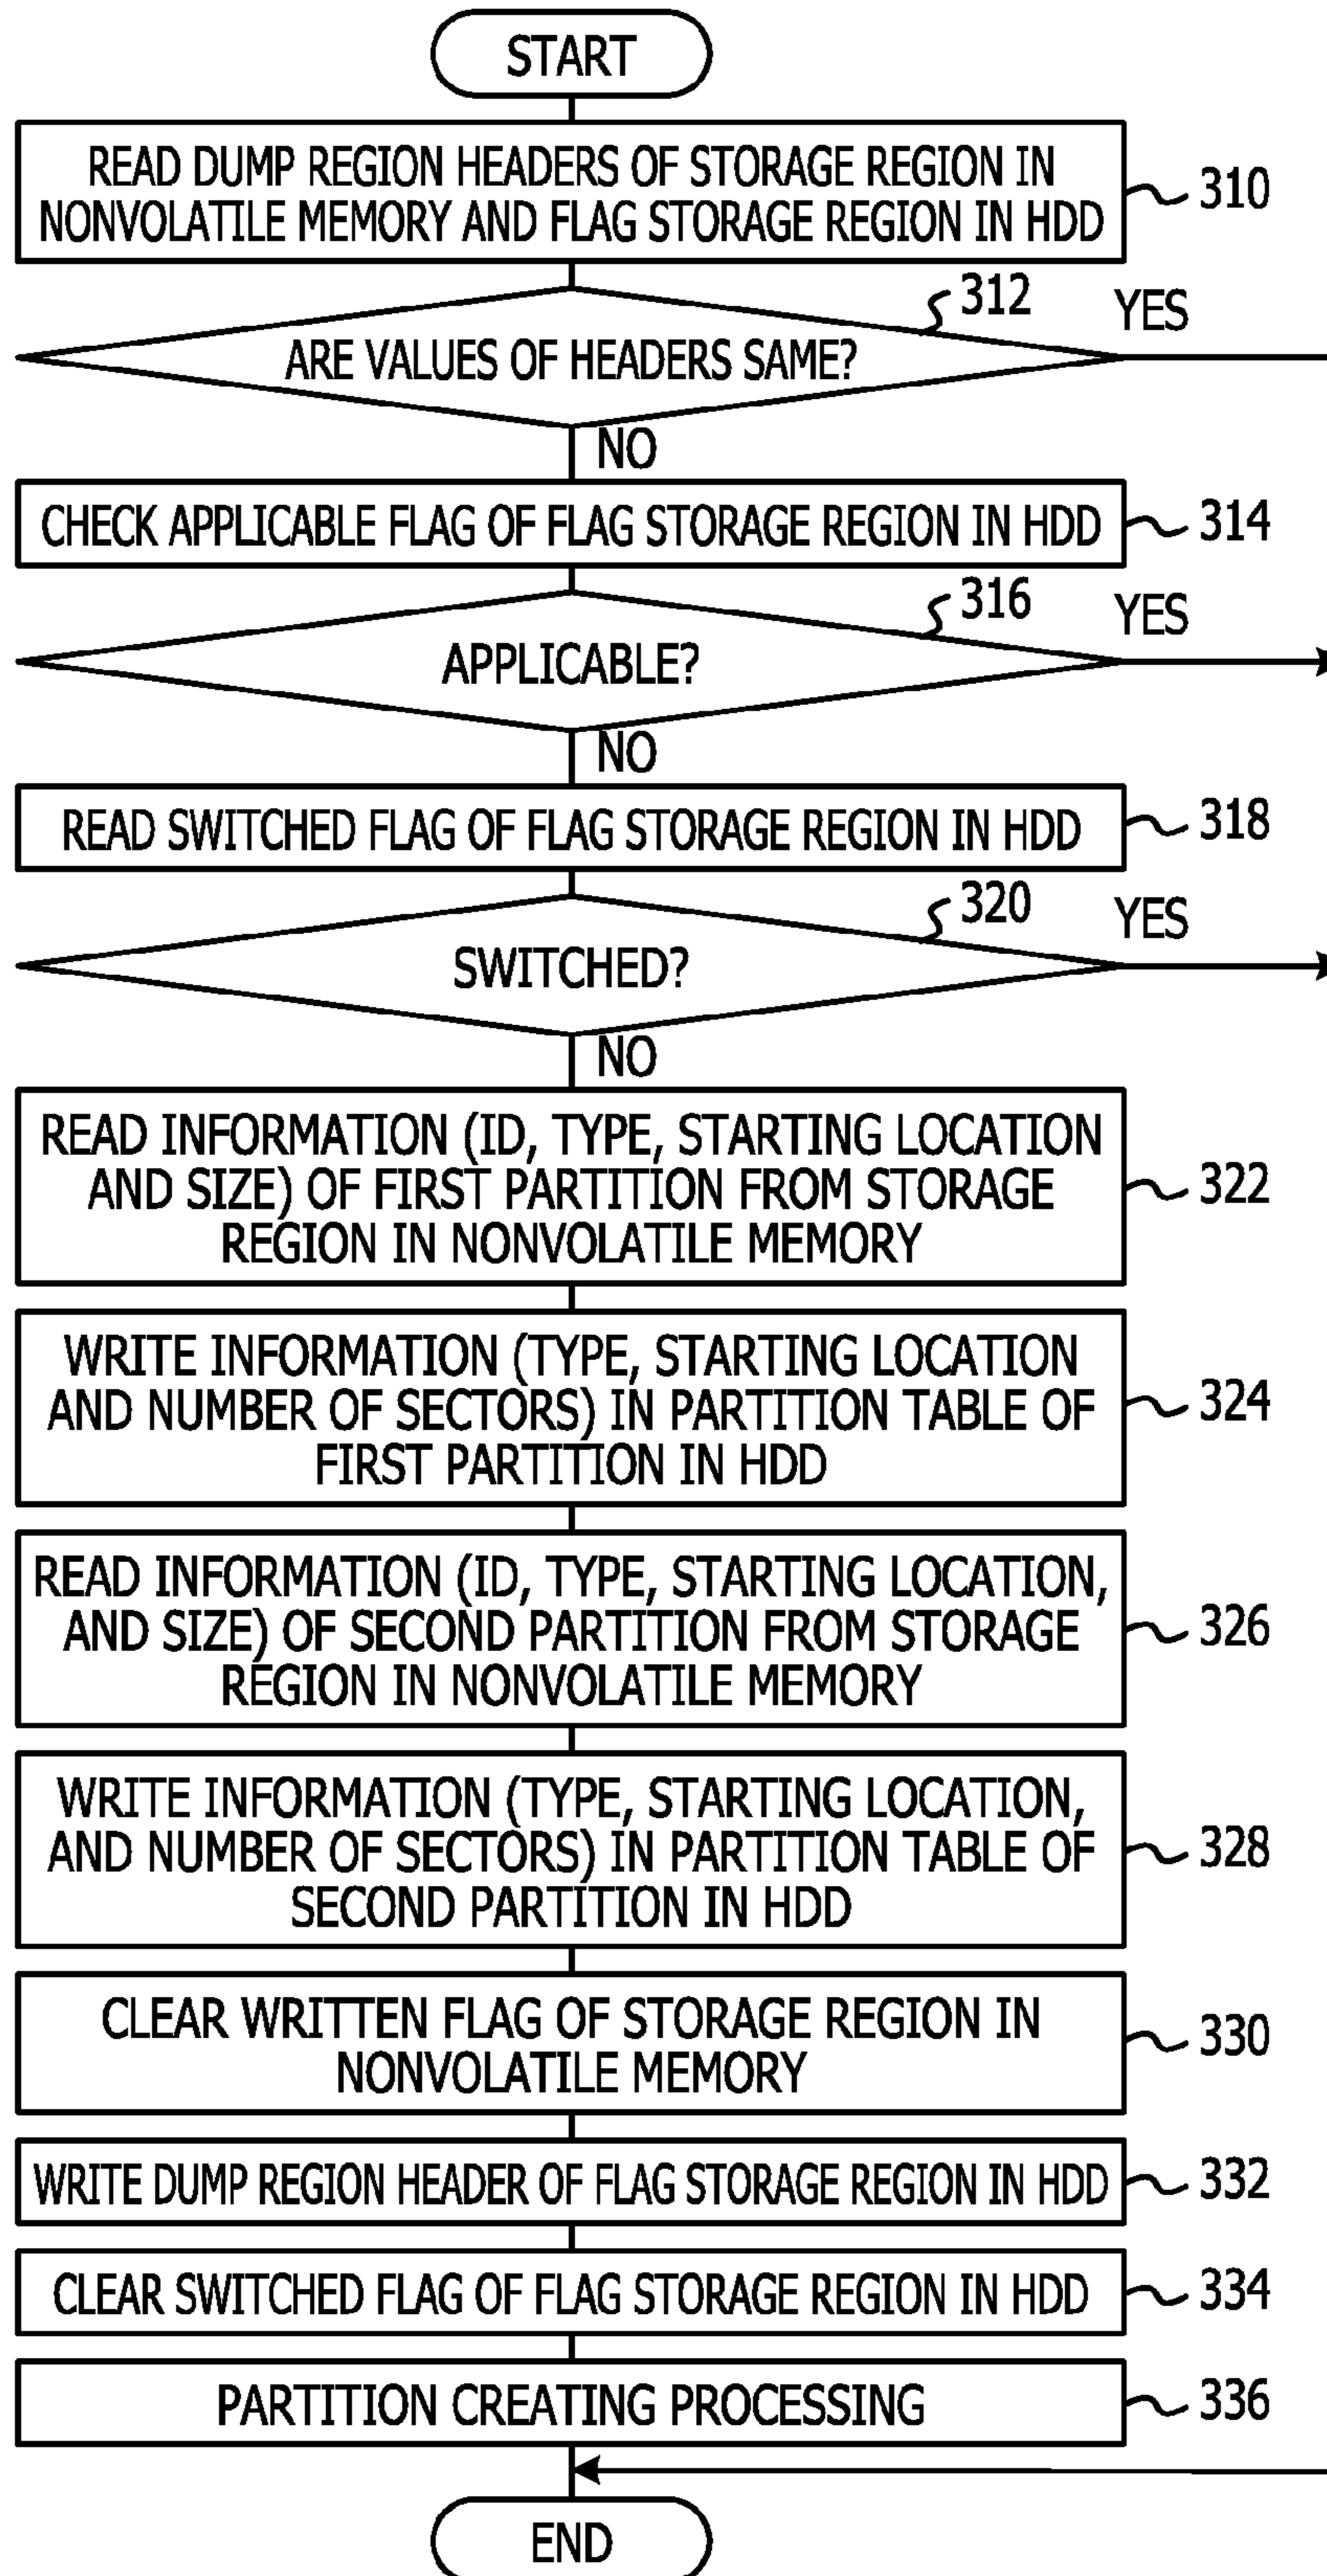 START
READ DUMP REGION HEADERS OF STORAGE REGION IN
NONVOLATILE MEMORY AND FLAG STORAGE REGION IN HDD
310
312
YES
ARE VALUES OF HEADERS SAME?
NO
CHECK APPLICABLE FLAG OF FLAG STORAGE REGION IN HDD
314
316
YES
APPLICABLE?
NO
READ SWITCHED FLAG OF FLAG STORAGE REGION IN HDD
318
320
YES
SWITCHED?
NO
READ INFORMATION (ID, TYPE, STARTING LOCATION
AND SIZE) OF FIRST PARTITION FROM STORAGE
REGION IN NONVOLATILE MEMORY
322
WRITE INFORMATION (TYPE, STARTING LOCATION
AND NUMBER OF SECTORS) IN PARTITION TABLE OF
FIRST PARTITION IN HDD
324
READ INFORMATION (ID, TYPE, STARTING LOCATION,
AND SIZE) OF SECOND PARTITION FROM STORAGE
REGION IN NONVOLATILE MEMORY
326
WRITE INFORMATION (TYPE, STARTING LOCATION,
AND NUMBER OF SECTORS) IN PARTITION TABLE OF
SECOND PARTITION IN HDD
328
CLEAR WRITTEN FLAG OF STORAGE REGION IN
NONVOLATILE MEMORY
330
WRITE DUMP REGION HEADER OF FLAG STORAGE REGION IN HDD
332
CLEAR SWITCHED FLAG OF FLAG STORAGE REGION IN HDD
334
PARTITION CREATING PROCESSING
336
END